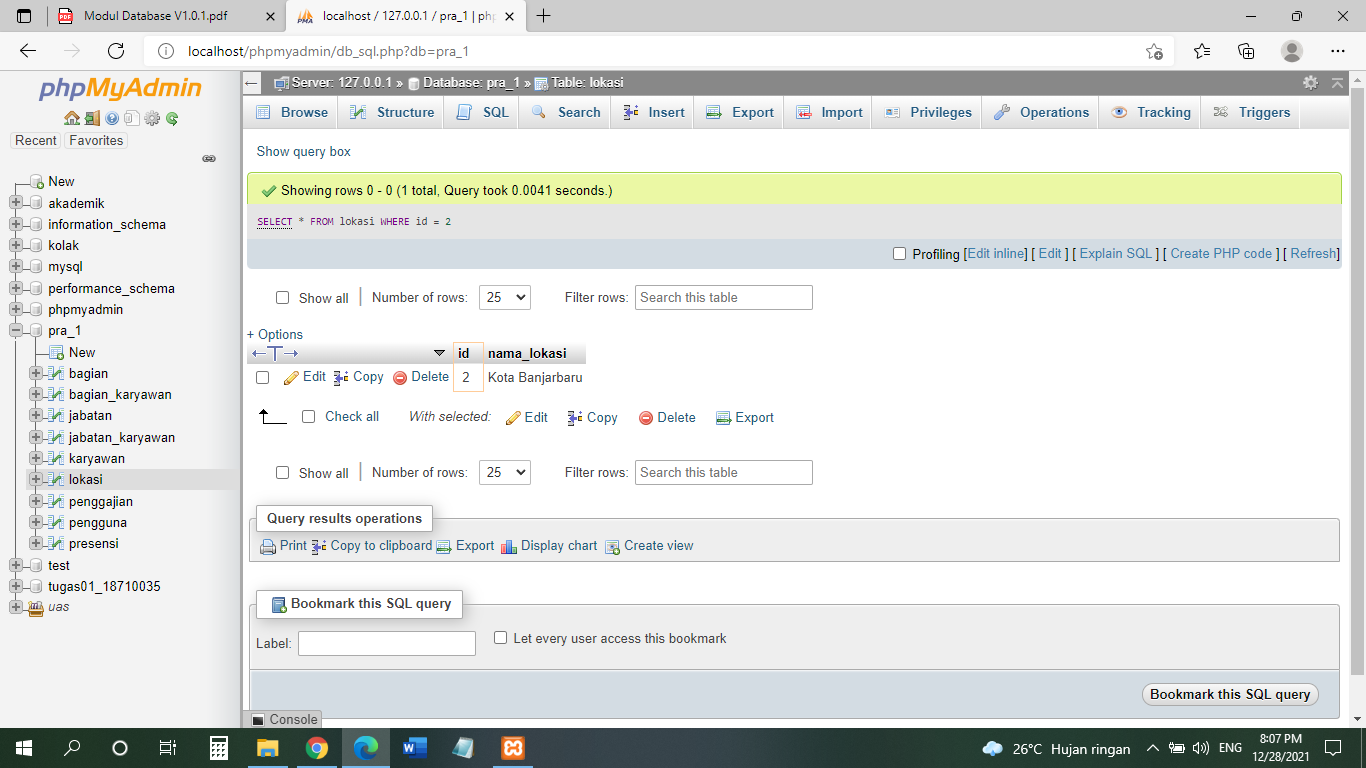 Modul Database V1.0.1.pdf
localhost / 127.0.0.1 / pra_1 | php
localhost/phpmyadmin/db_sql.php?db=pra_1
phpMyAdmin
Recent Favorites
New
akademik
information_schema
kolak
mysql
performance_schema
phpmyadmin
pra_1
New
bagian
bagian_karyawan
jabatan
jabatan_karyawan
karyawan
lokasi
penggajian
pengguna
presensi
test
tugas01_18710035
uas
Server: 127.0.0.1 » Database: pra_1 » Table: lokasi
Browse Structure SQL Search Insert Export Import Privileges Operations Tracking Triggers
Show query box
Showing rows 0 - 0 (1 total, Query took 0.0041 seconds.)
SELECT * FROM lokasi WHERE id = 2
Profiling [Edit inline] [ Edit ] [ Explain SQL ] [ Create PHP code ] [ Refresh]
Show all Number of rows: 25 Filter rows: Search this table
+ Options
←T→ id nama_lokasi
Edit Copy Delete 2 Kota Banjarbaru
Check all With selected: Edit Copy Delete Export
Show all Number of rows: 25 Filter rows: Search this table
Query results operations
Print Copy to clipboard Export Display chart Create view
Bookmark this SQL query
Label: Let every user access this bookmark
Bookmark this SQL query
Console
26°C Hujan ringan ENG 8:07 PM
12/28/2021